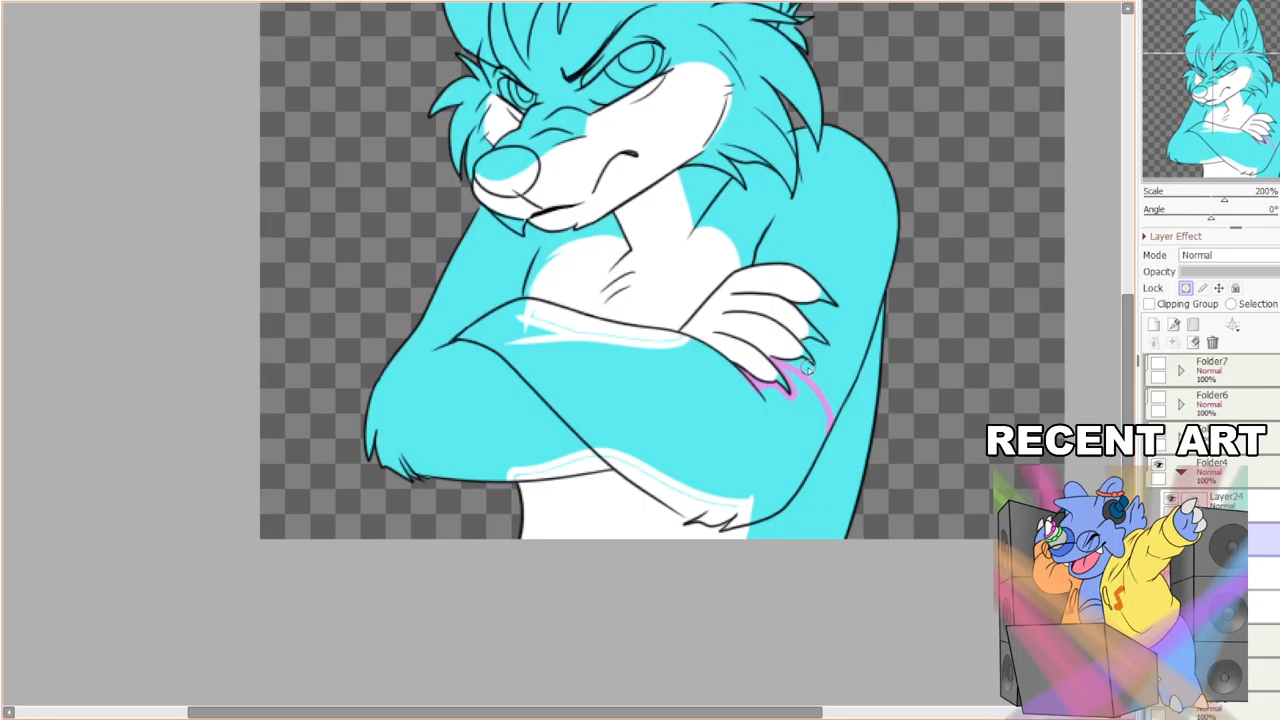 Scale 200%
Angle 0°
Layer Effect
Mode Normal
Opacity
Lock
Clipping Group Selection
Folder7
Normal
100%
Folder6
Normal
100%
RECENT ART
Folder4
Normal
100%
Layer24
Normal